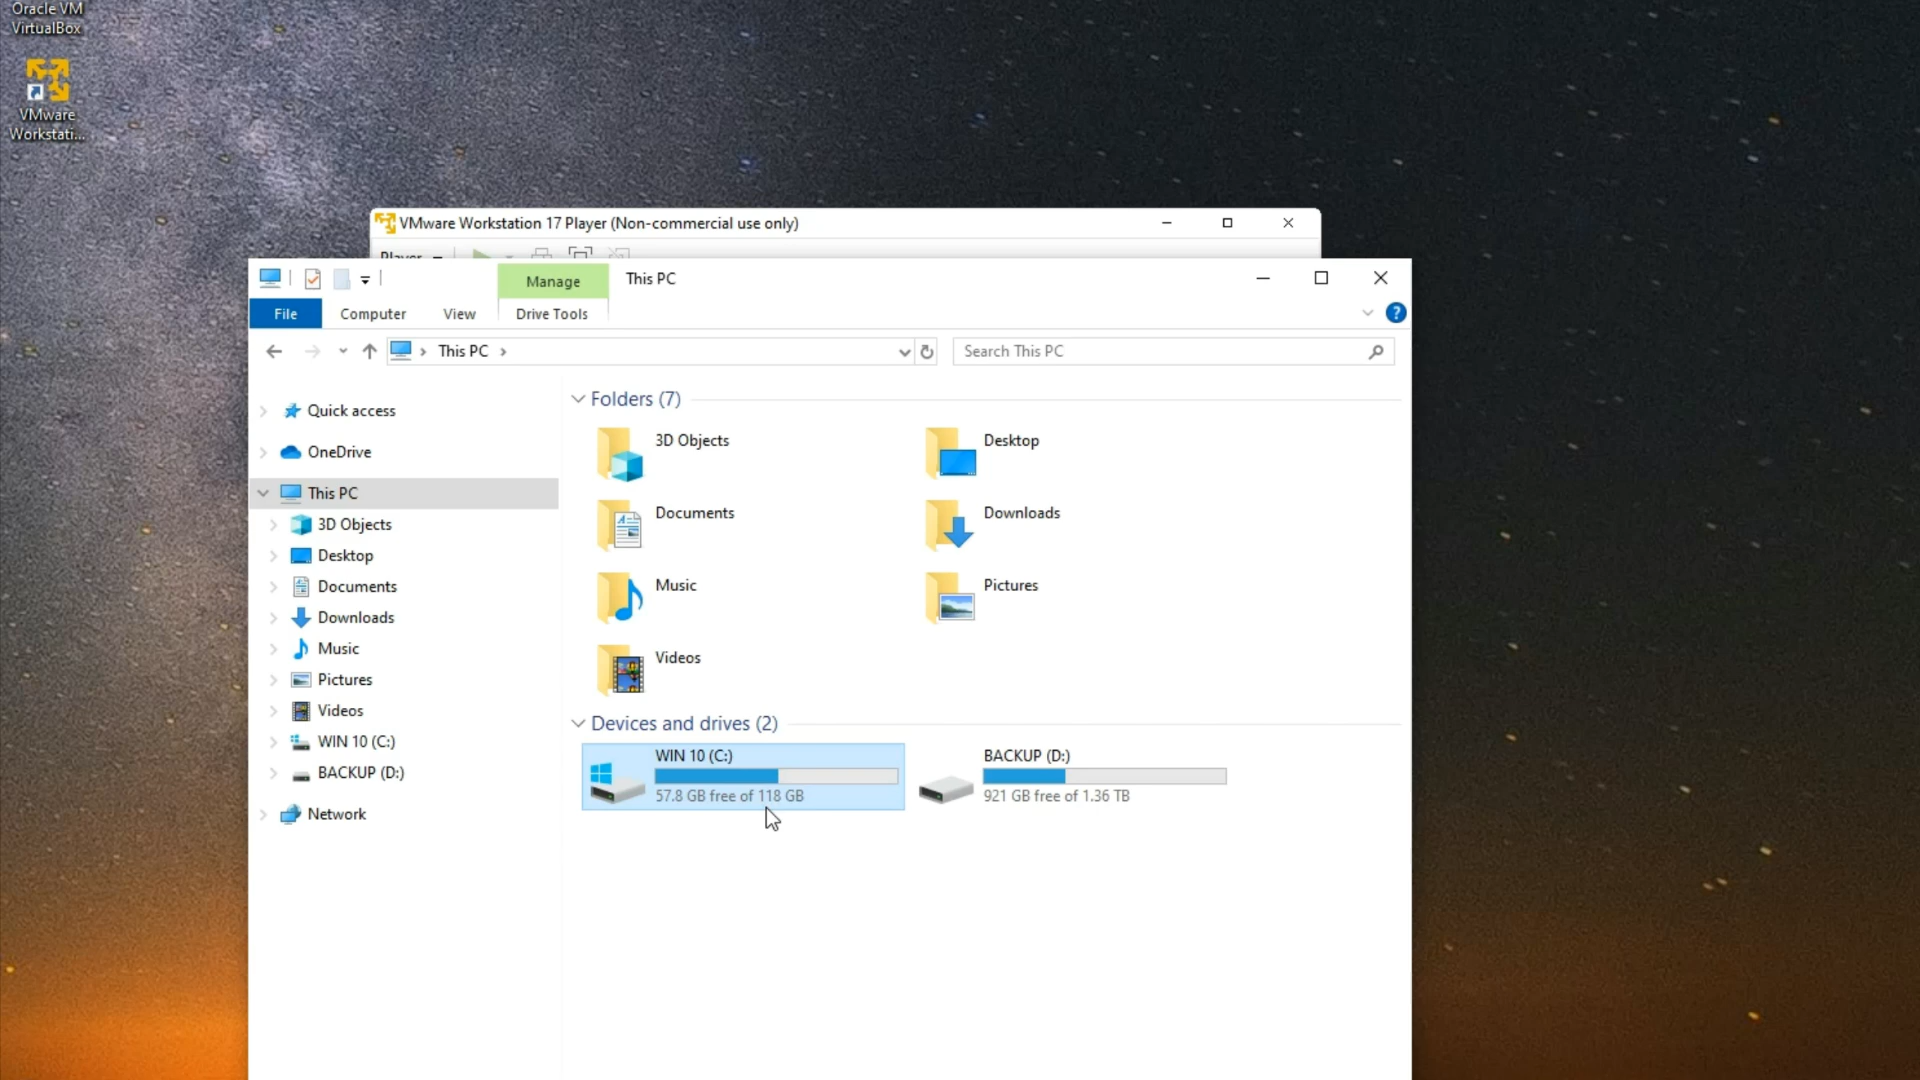 Oracle VM
VirtualBox
VMware
Workstati...
VMware Workstation 17 Player (Non-commercial use only)
Player
Manage
This PC
File
Computer
View
Drive Tools
This PC
Search This PC
Quick access
OneDrive
This PC
3D Objects
Desktop
Documents
Downloads
Music
Pictures
Videos
WIN 10 (C:)
BACKUP (D:)
Network
Folders (7)
3D Objects
Desktop
Documents
Downloads
Music
Pictures
Videos
Devices and drives (2)
WIN 10 (C:)
57.8 GB free of 118 GB
BACKUP (D:)
921 GB free of 1.36 TB